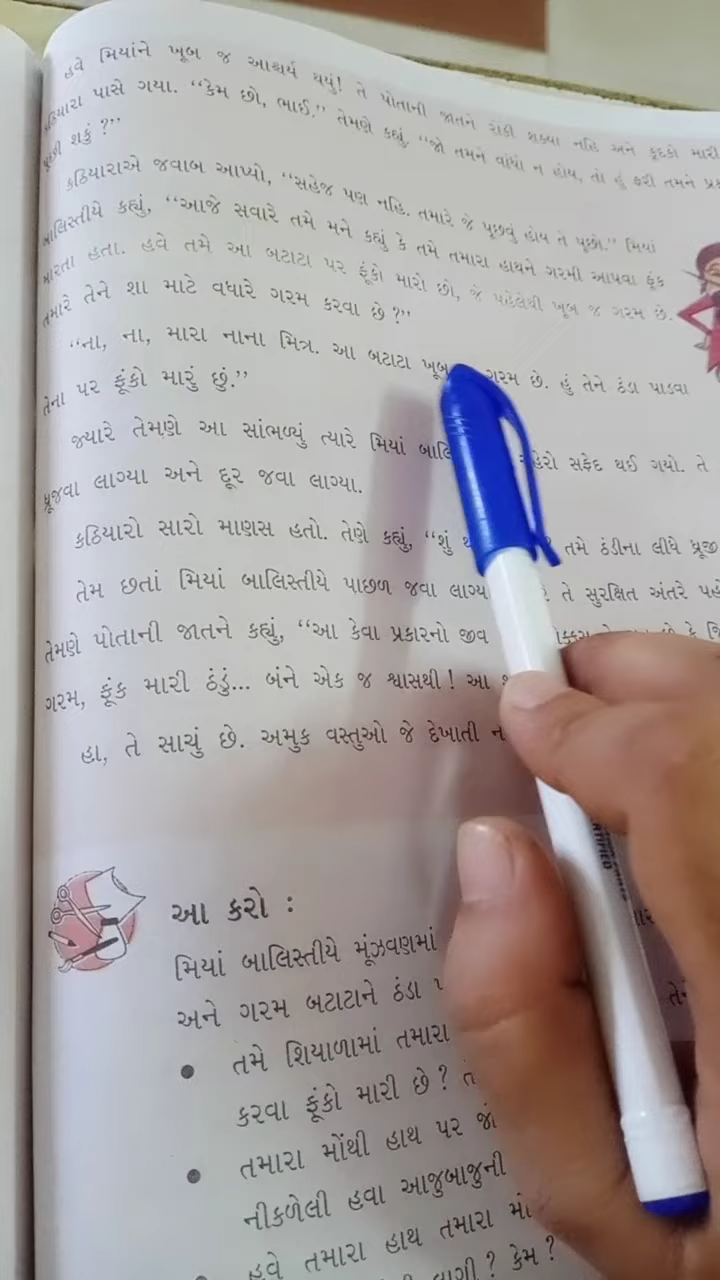 હવે મિયાંને ખૂબ જ આશ્ચર્ય થયું! તે પોતાની જાતને રોકી શક્યા નહિ અને કૂદકો મારી
કઠિયારા પાસે ગયા. “કેમ છો, ભાઈ.” તેમણે કહ્યું, “જો તમને વાંધો ન હોય, તો હું ફરી તમને
પૂછી શકું ?”
કઠિયારાએ જવાબ આપ્યો, “સહેજ પણ નહિ. તમારે જે પૂછવું હોય તે પૂછો.” મિયાં
બાલિસ્તીયે કહ્યું, “આજે સવારે તમે મને કહ્યું કે તમે તમારા હાથને ગરમી આપવા ફૂંક
મારતા હતા. હવે તમે આ બટાટા પર ફૂંકો મારો છો, જે પહેલેથી ખૂબ જ ગરમ છે.
તમારે તેને શા માટે વધારે ગરમ કરવા છે ?”
“ના, ના, મારા નાના મિત્ર. આ બટાટા ખૂબ ગરમ છે. હું તેને ઠંડા પાડવા
તેના પર ફૂંકો મારું છું.”
જ્યારે તેમણે આ સાંભળ્યું ત્યારે મિયાં સફેદ થઈ ગયો. તે
ધ્રૂજવા લાગ્યા અને દૂર જવા લાગ્યા.
કઠિયારો સારો માણસ હતો. તેણે કહ્યું, “શું તમે ઠંડીના લીધે
તેમ છતાં મિયાં બાલિસ્તીયે પાછળ જવા તે સુરક્ષિત અંતરે
તેમણે પોતાની જાતને કહ્યું, “આ કેવા પ્રકારનો જીવ
ગરમ, ફૂંક મારી ઠંડું... બંને એક જ શ્વાસથી ! આ
હા, તે સાચું છે. અમુક વસ્તુઓ જે દેખાતી
આ કરો :
મિયાં બાલિસ્તીયે મૂંઝવણમાં
અને ગરમ બટાટાને ઠંડા
• તમે શિયાળામાં તમારા
કરવા ફૂંકો મારી છે ?
• તમારા મોંથી હાથ પર
નીકળેલી હવા આજુબાજુની
• હવે તમારા હાથ તમારા
લાગી ? કેમ ?